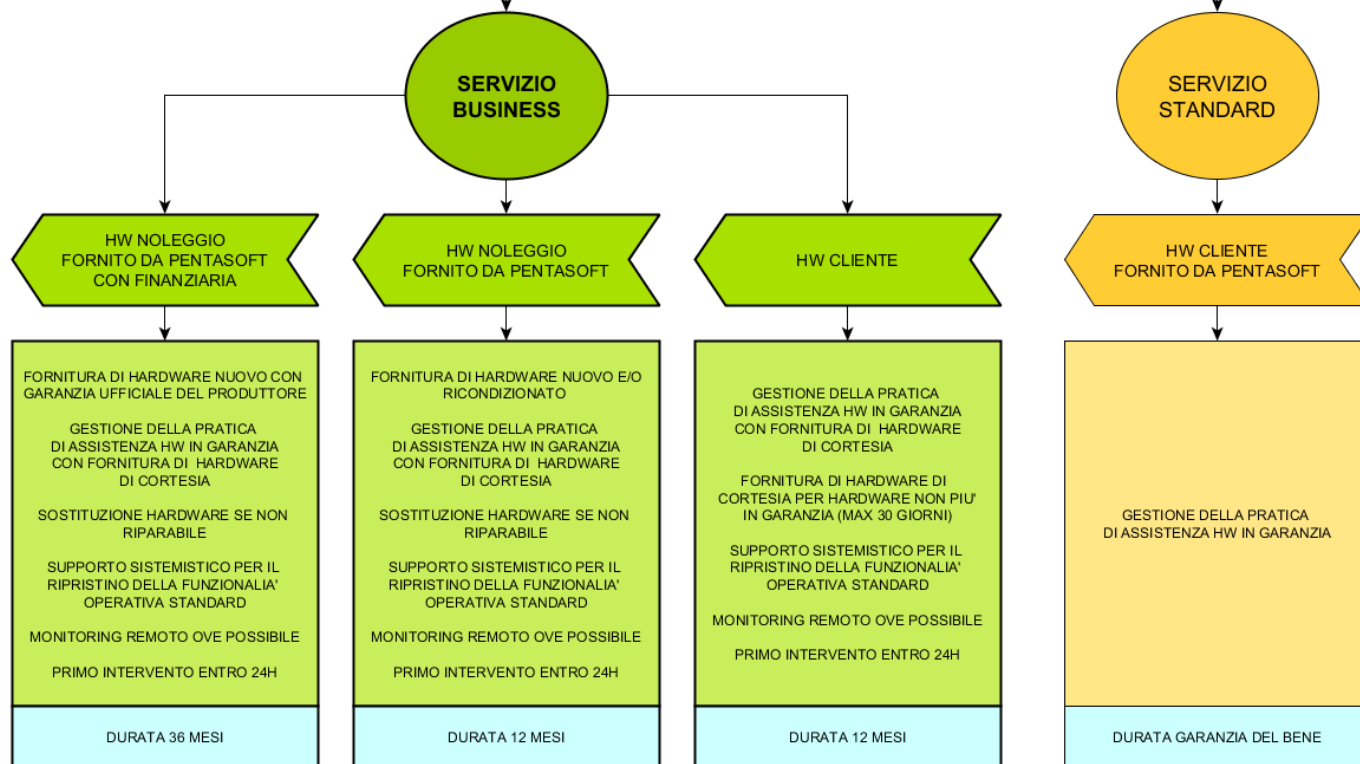 SERVIZIO
BUSINESS
SERVIZIO
STANDARD
HW NOLEGGIO
FORNITO DA PENTASOFT
CON FINANZIARIA
HW NOLEGGIO
FORNITO DA PENTASOFT
HW CLIENTE
HW CLIENTE
FORNITO DA PENTASOFT
FORNITURA DI HARDWARE NUOVO CON
GARANZIA UFFICIALE DEL PRODUTTORE
GESTIONE DELLA PRATICA
DI ASSISTENZA HW IN GARANZIA
CON FORNITURA DI HARDWARE
DI CORTESIA
SOSTITUZIONE HARDWARE SE NON
RIPARABILE
SUPPORTO SISTEMISTICO PER IL
RIPRISTINO DELLA FUNZIONALIA'
OPERATIVA STANDARD
MONITORING REMOTO OVE POSSIBILE
PRIMO INTERVENTO ENTRO 24H
DURATA 36 MESI
FORNITURA DI HARDWARE NUOVO E/O
RICONDIZIONATO
GESTIONE DELLA PRATICA
DI ASSISTENZA HW IN GARANZIA
CON FORNITURA DI HARDWARE
DI CORTESIA
SOSTITUZIONE HARDWARE SE NON
RIPARABILE
SUPPORTO SISTEMISTICO PER IL
RIPRISTINO DELLA FUNZIONALIA'
OPERATIVA STANDARD
MONITORING REMOTO OVE POSSIBILE
PRIMO INTERVENTO ENTRO 24H
DURATA 12 MESI
GESTIONE DELLA PRATICA
DI ASSISTENZA HW IN GARANZIA
CON FORNITURA DI HARDWARE
DI CORTESIA
FORNITURA DI HARDWARE DI
CORTESIA PER HARDWARE NON PIU'
IN GARANZIA (MAX 30 GIORNI)
SUPPORTO SISTEMISTICO PER IL
RIPRISTINO DELLA FUNZIONALIA'
OPERATIVA STANDARD
MONITORING REMOTO OVE POSSIBILE
PRIMO INTERVENTO ENTRO 24H
DURATA 12 MESI
GESTIONE DELLA PRATICA
DI ASSISTENZA HW IN GARANZIA
DURATA GARANZIA DEL BENE